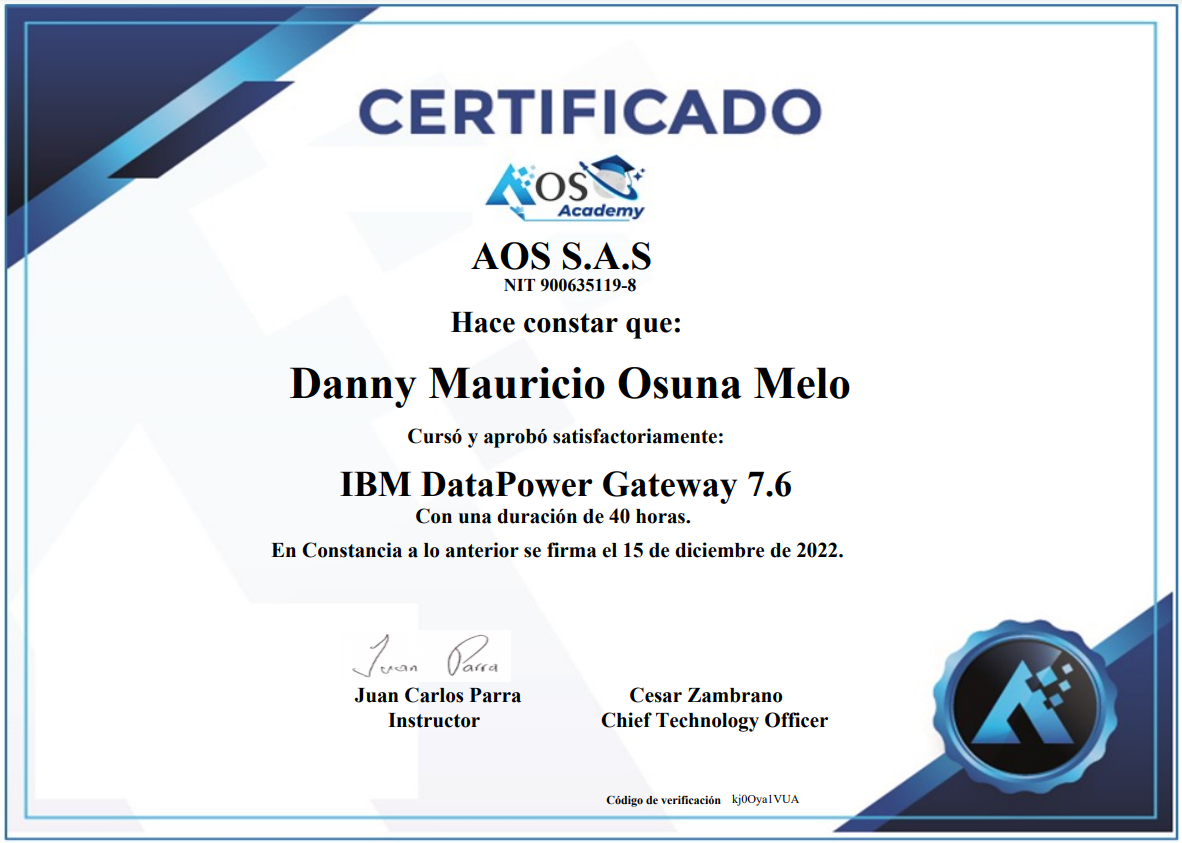 CERTIFICADO
AOS
Academy
AOS S.A.S
NIT 900635119-8
Hace constar que:
Danny Mauricio Osuna Melo
Cursó y aprobó satisfactoriamente:
IBM DataPower Gateway 7.6
Con una duración de 40 horas.
En Constancia a lo anterior se firma el 15 de diciembre de 2022.
Juan Parra
Juan Carlos Parra
Instructor
Cesar Zambrano
Chief Technology Officer
Código de verificación kj0Oya1VUA